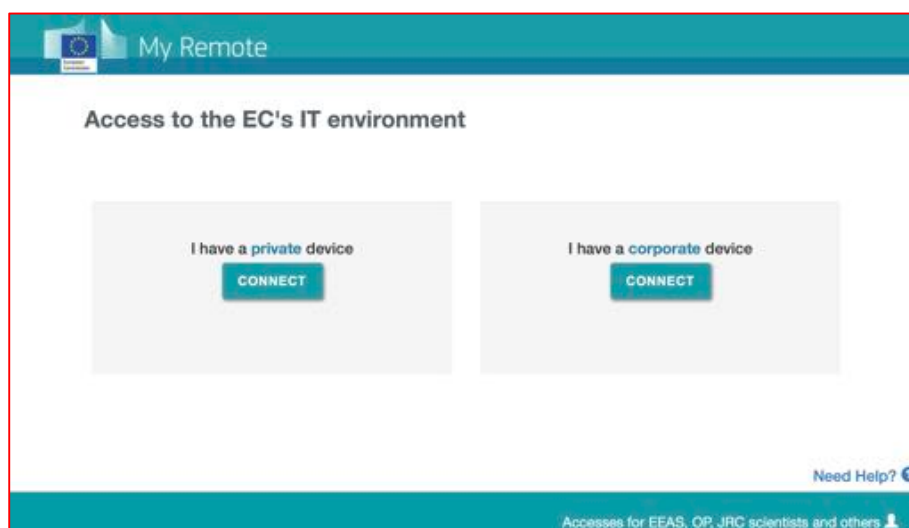 My Remote
Access to the EC's IT environment
I have a private device
CONNECT
I have a corporate device
CONNECT
Need Help?
Accesses for EEAS, OP, JRC scientists and others